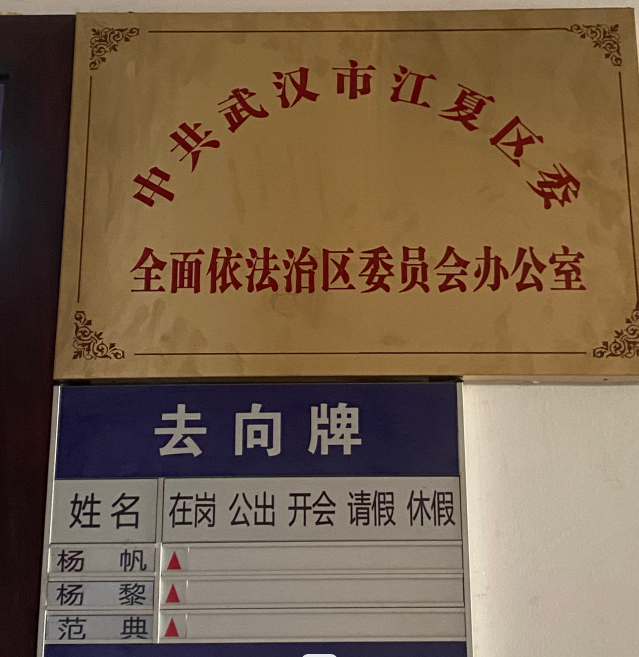 中共武汉市江夏区委
全面依法治区委员会办公室
去向牌
姓名 在岗 公出 开会 请假 休假
杨 帆
杨 黎
范 典